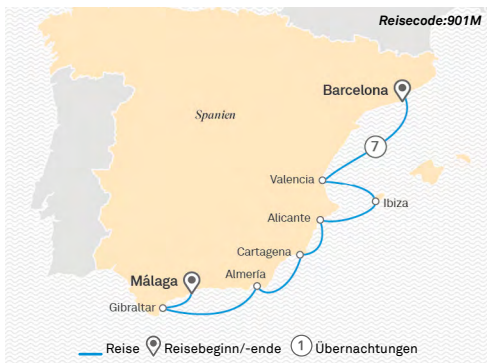 Reisecode:901M
Barcelona
Spanien
7
Valencia
Ibiza
Alicante
Cartagena
Almería
Málaga
Gibraltar
Reise Reisebeginn/-ende 1 Übernachtungen